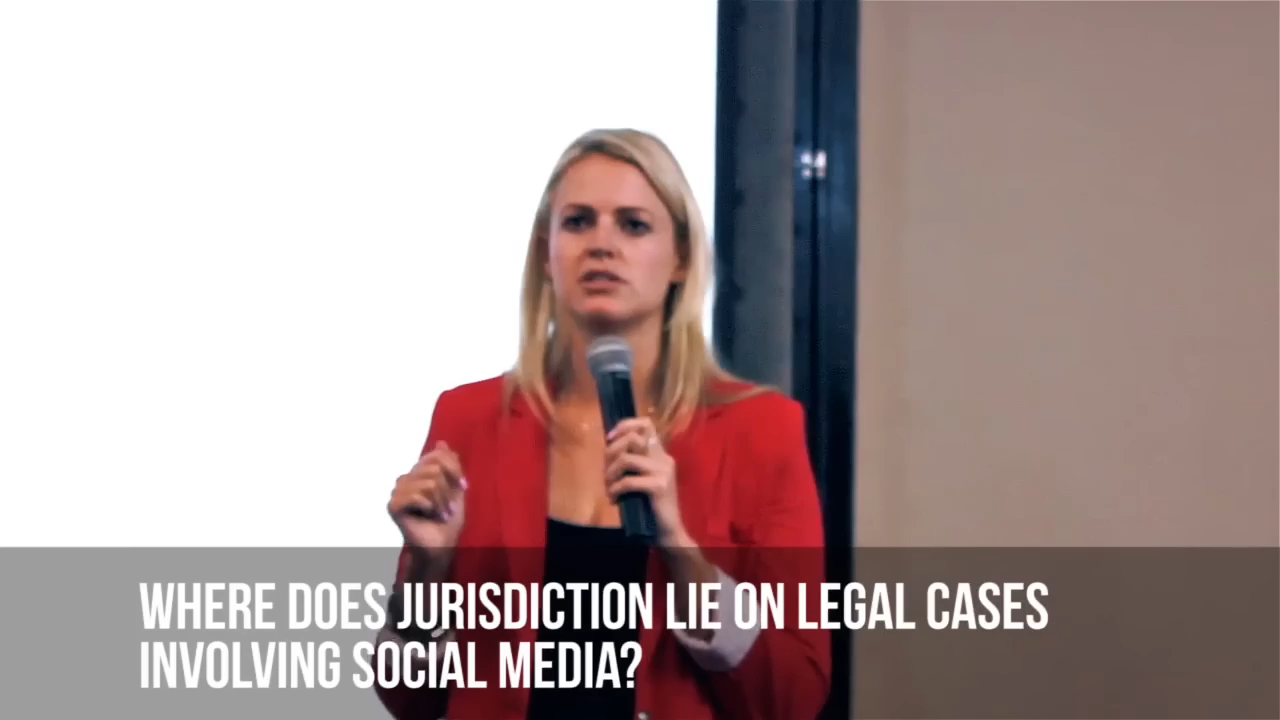 WHERE DOES JURISDICTION LIE ON LEGAL CASES
INVOLVING SOCIAL MEDIA?